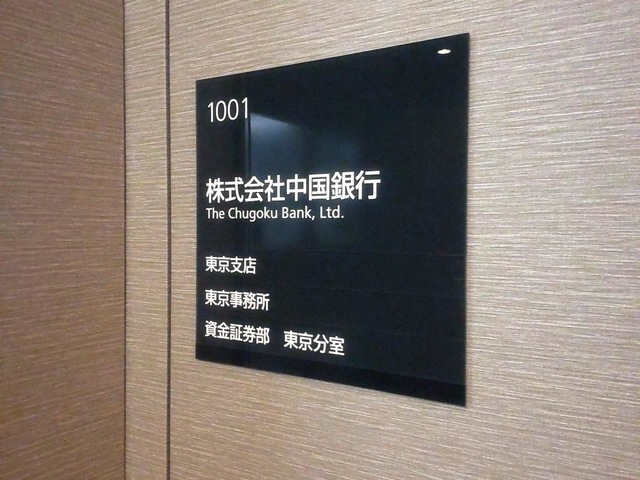 1001
株式会社中国銀行
The Chugoku Bank, Ltd.
東京支店
東京事務所
資金証券部　東京分室